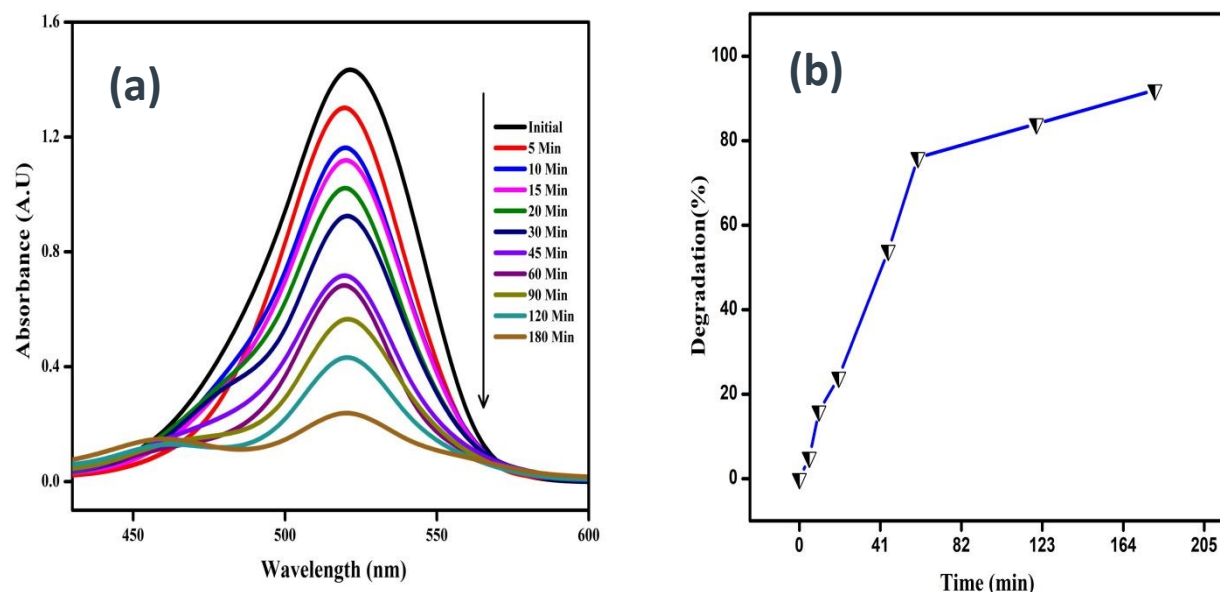 (a)
1.6
1.2
0.8
0.4
0.0
Absorbance (A.U)
Initial
5 Min
10 Min
15 Min
20 Min
30 Min
45 Min
60 Min
90 Min
120 Min
180 Min
450
500
550
600
Wavelength (nm)
(b)
100
80
60
40
20
0
Degradation(%)
0
41
82
123
164
205
Time (min)